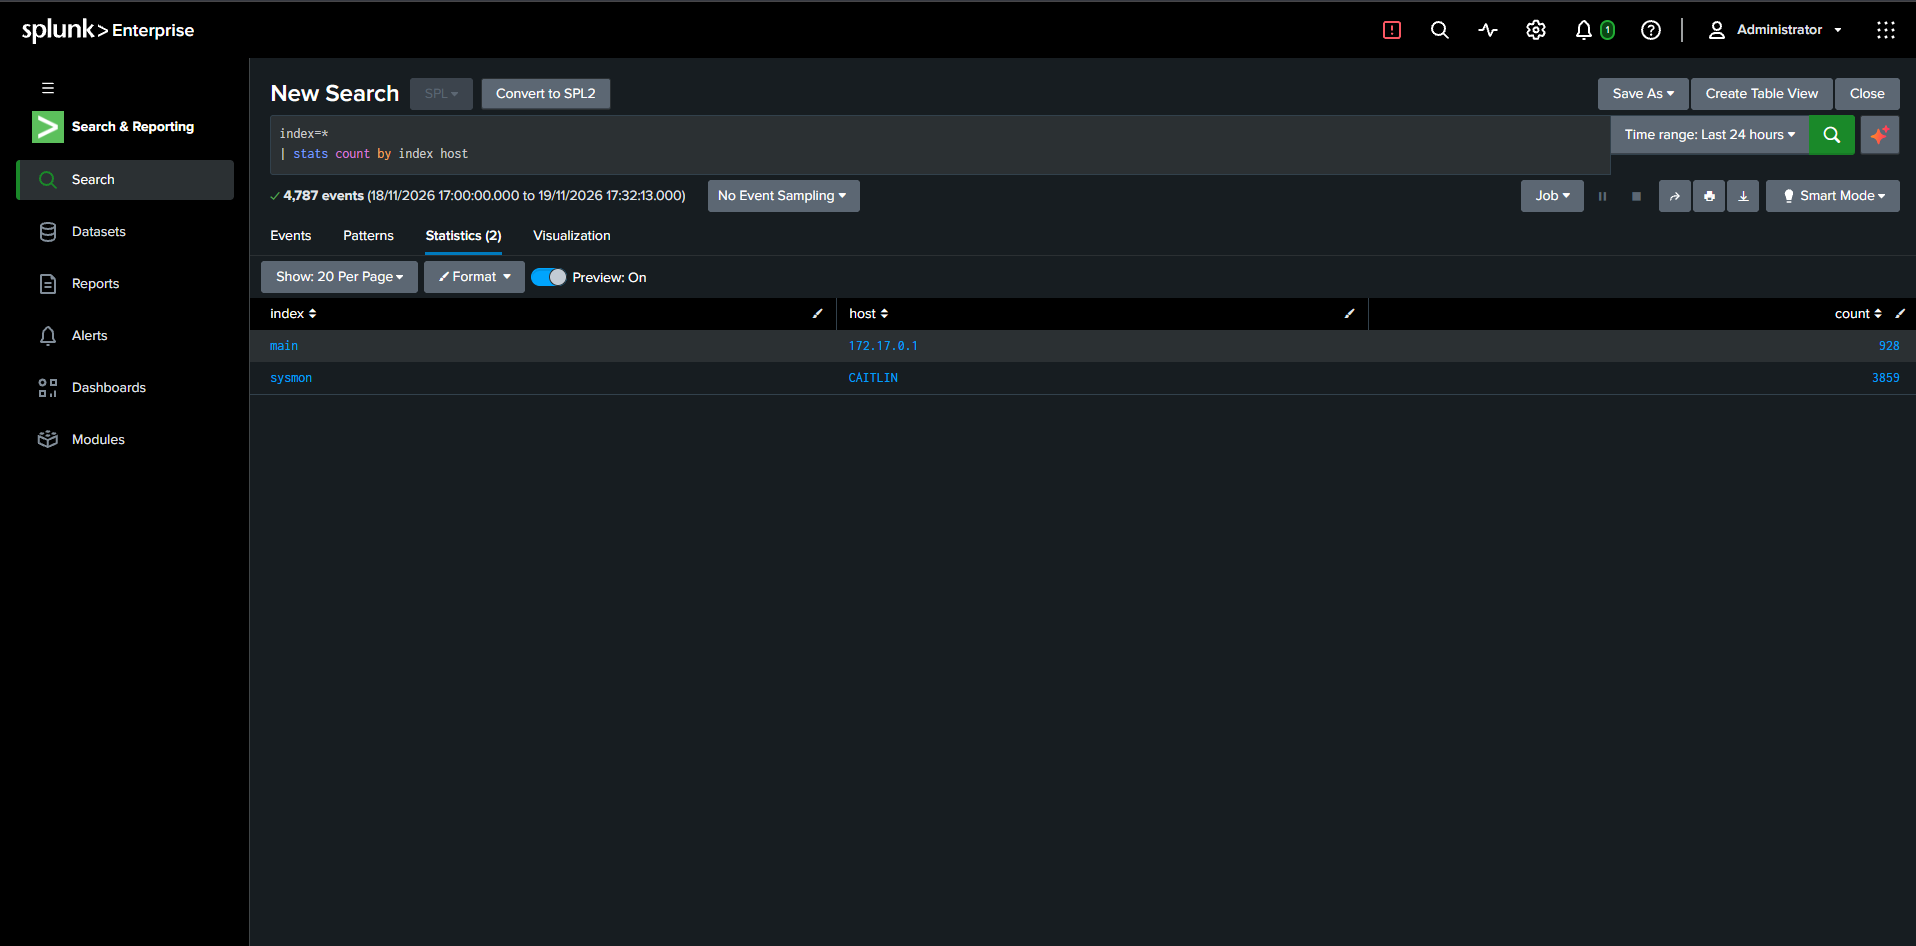 splunk>Enterprise
1
Administrator
Search & Reporting
Search
Datasets
Reports
Alerts
Dashboards
Modules
New Search
SPL
Convert to SPL2
Save As
Create Table View
Close
index=*
| stats count by index host
Time range: Last 24 hours
4,787 events (18/11/2026 17:00:00.000 to 19/11/2026 17:32:13.000)
No Event Sampling
Job
Smart Mode
Events
Patterns
Statistics (2)
Visualization
Show: 20 Per Page
Format
Preview: On
index host count
main 172.17.0.1 928
sysmon CAITLIN 3859